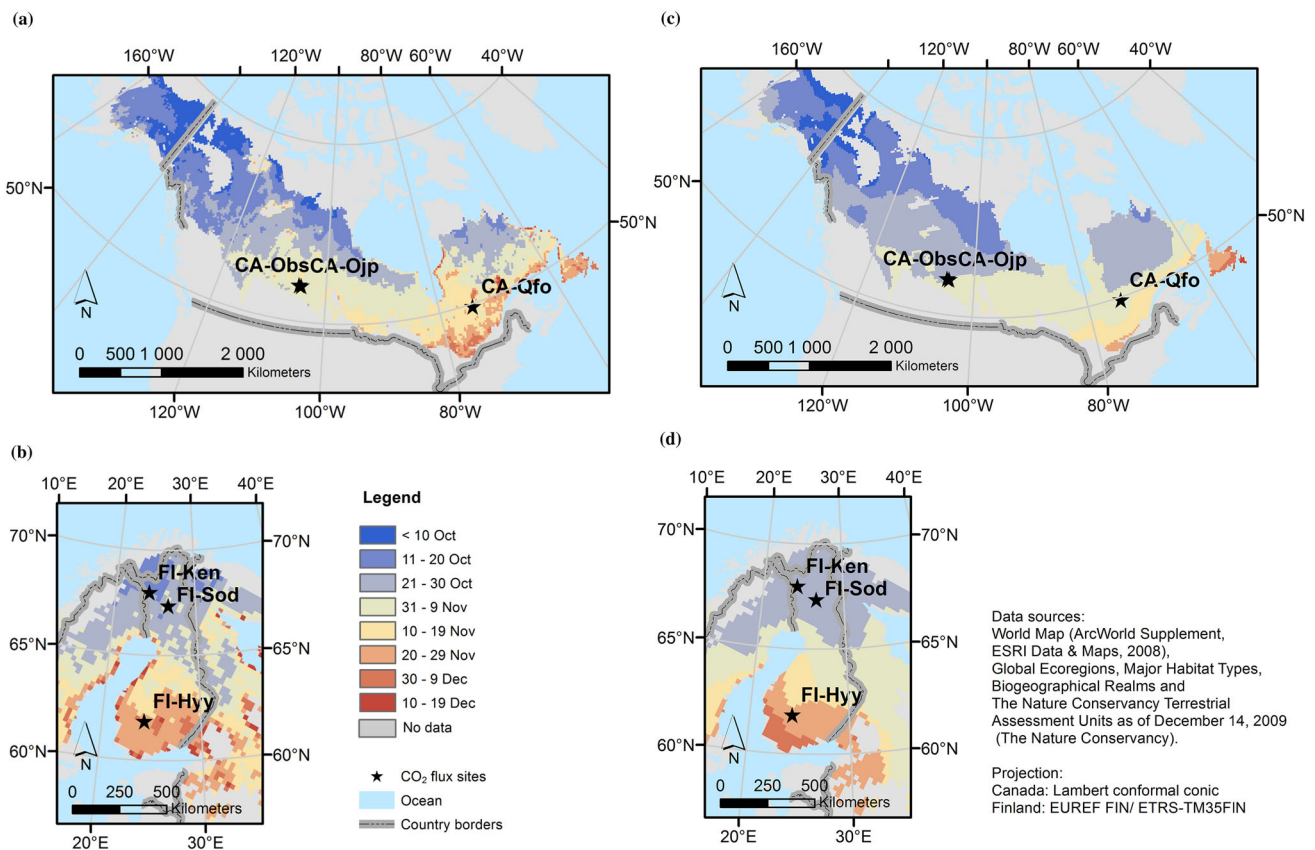 (a)
160°W 120°W 80°W 60°W 40°W
50°N
50°N
CA-ObsCA-Ojp
CA-Qfo
N
0 500 1 000 2 000
Kilometers
120°W 100°W 80°W
(c)
160°W 120°W 80°W 60°W 40°W
50°N
50°N
CA-ObsCA-Ojp
CA-Qfo
N
0 500 1 000 2 000
Kilometers
120°W 100°W 80°W
(b)
10°E 20°E 30°E 40°E
70°N
70°N
FI-Ken
FI-Sod
65°N
65°N
FI-Hyy
60°N
60°N
N
0 250 500
Kilometers
20°E 30°E
Legend
< 10 Oct
11 - 20 Oct
21 - 30 Oct
31 - 9 Nov
10 - 19 Nov
20 - 29 Nov
30 - 9 Dec
10 - 19 Dec
No data
CO₂ flux sites
Ocean
Country borders
(d)
10°E 20°E 30°E 40°E
70°N
70°N
FI-Ken
FI-Sod
65°N
65°N
FI-Hyy
60°N
60°N
N
0 250 500
Kilometers
20°E 30°E
Data sources:
World Map (ArcWorld Supplement,
ESRI Data & Maps, 2008),
Global Ecoregions, Major Habitat Types,
Biogeographical Realms and
The Nature Conservancy Terrestrial
Assessment Units as of December 14, 2009
(The Nature Conservancy).
Projection:
Canada: Lambert conformal conic
Finland: EUREF FIN/ ETRS-TM35FIN